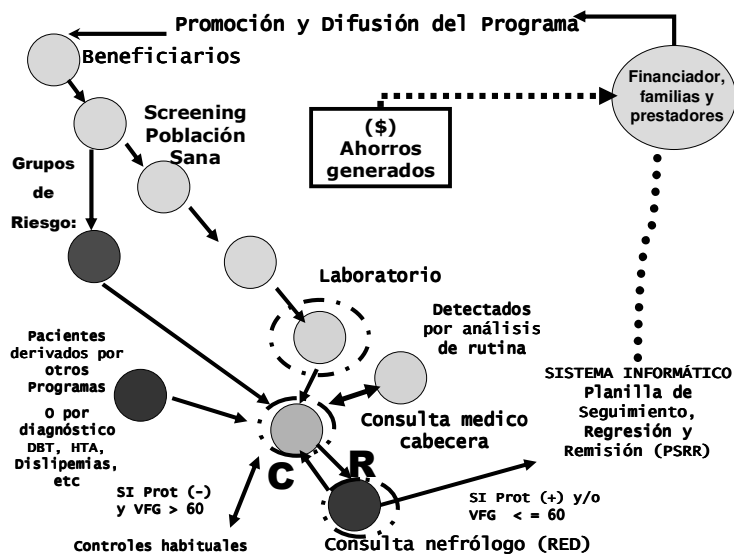 Promoción y Difusión del Programa
Beneficiarios
Financiador,
familias y
prestadores
Screening
Población
Sana
($)
Ahorros
generados
Grupos
de
Riesgo:
Laboratorio
Detectados
por análisis
de rutina
Pacientes
derivados por
otros
Programas
O por
diagnóstico
DBT, HTA,
Dislipemias,
etc
SISTEMA INFORMÁTICO
Planilla de
Seguimiento,
Regresión y
Remisión (PSRR)
Consulta medico
cabecera
C
R
SI Prot (-)
y VFG > 60
SI Prot (+) y/o
VFG < = 60
Controles habituales
Consulta nefrólogo (RED)